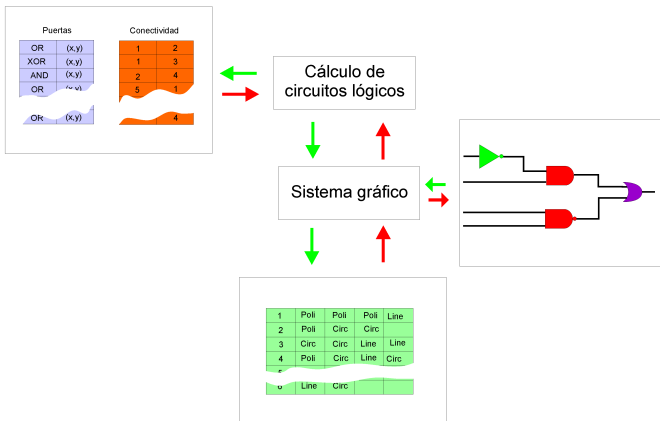 Puertas Conectividad
OR (x,y) 1 2
XOR (x,y) 1 3
AND (x,y) 2 4
OR 5 1
OR (x,y) 4
Cálculo de
circuitos lógicos
Sistema gráfico
1 Poli Poli Poli Line
2 Poli Circ Circ
3 Circ Circ Line Line
4 Poli Circ Line Circ
Line Circ